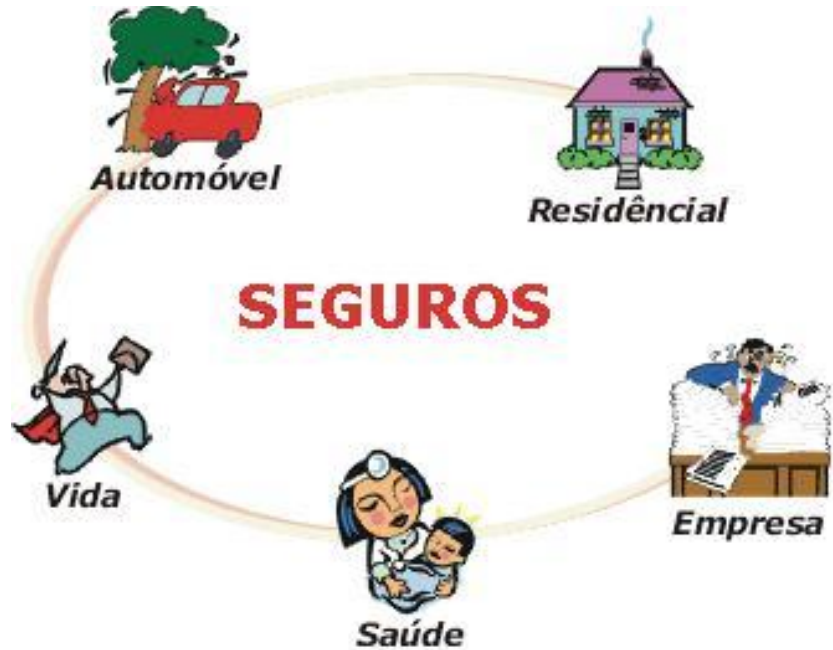 Automóvel
Residêncial
SEGUROS
Vida
Empresa
Saúde